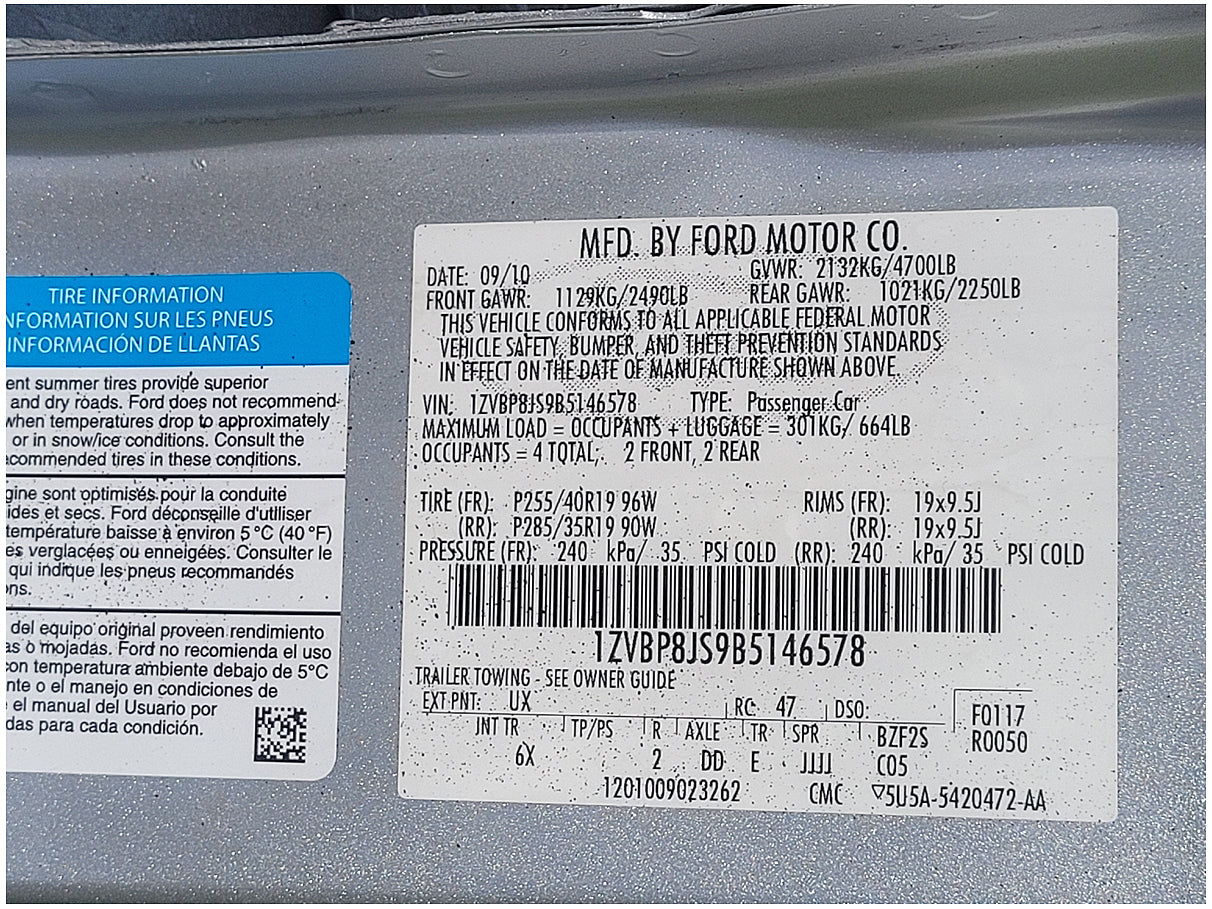 TIRE INFORMATION
NFORMATION SUR LES PNEUS
INFORMACIÓN DE LLANTAS
ent summer tires provide superior
and dry roads. Ford does not recommend
when temperatures drop to approximately
or in snow/ice conditions. Consult the
commended tires in these conditions.
gine sont optimisés pour la conduite
ides et secs. Ford déconseille d'utiliser
température baisse à environ 5 °C (40 °F)
es verglacées ou enneigées. Consulter le
qui indique les pneus recommandés
ons.
del equipo original proveen rendimiento
as o mojadas. Ford no recomienda el uso
con temperatura ambiente debajo de 5°C
nte o el manejo en condiciones de
e el manual del Usuario por
das para cada condición.
MFD. BY FORD MOTOR CO.
DATE: 09/10 GVWR: 2132KG/4700LB
FRONT GAWR: 1129KG/2490LB REAR GAWR: 1021KG/2250LB
THIS VEHICLE CONFORMS TO ALL APPLICABLE FEDERAL MOTOR
VEHICLE SAFETY, BUMPER, AND THEFT PREVENTION STANDARDS
IN EFFECT ON THE DATE OF MANUFACTURE SHOWN ABOVE.
VIN: 1ZVBP8JS9B5146578 TYPE: Passenger Car
MAXIMUM LOAD = OCCUPANTS + LUGGAGE = 301KG/ 664LB
OCCUPANTS = 4 TOTAL, 2 FRONT, 2 REAR
TIRE (FR): P255/40R19 96W RIMS (FR): 19x9.5J
(RR): P285/35R19 90W (RR): 19x9.5J
PRESSURE (FR): 240 kPa/ 35 PSI COLD (RR): 240 kPa/ 35 PSI COLD
1ZVBP8JS9B5146578
TRAILER TOWING - SEE OWNER GUIDE
EXT PNT: UX RC: 47 DSO: F0117
INT TR TP/PS R AXLE TR SPR BZF2S R0050
6X 2 DD E JJJJ C05
1201009023262 CMC ▽5U5A-5420472-AA